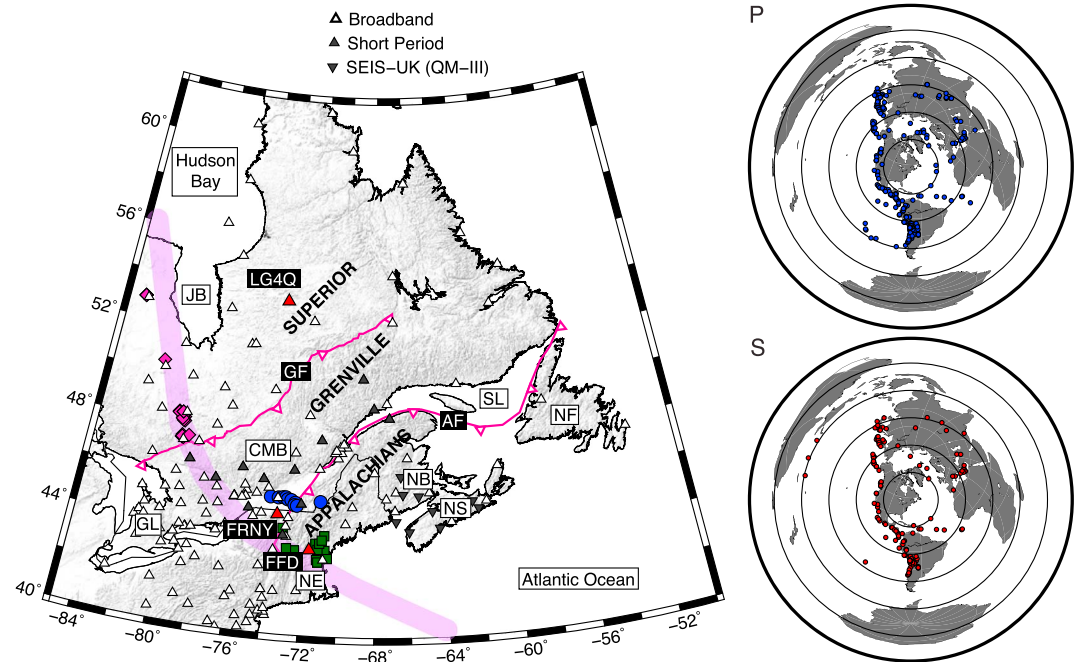 Broadband
Short Period
SEIS–UK (QM–III)
P
S
60˚
56˚
52˚
48˚
44˚
40˚
−84˚
−80˚
−76˚
−72˚
−68˚
−64˚
−60˚
−56˚
−52˚
Hudson
Bay
JB
LG4Q
SUPERIOR
GF
GRENVILLE
SL
NF
AF
CMB
APPALACHIANS
NB
NS
GL
FRNY
FFD
NE
Atlantic Ocean